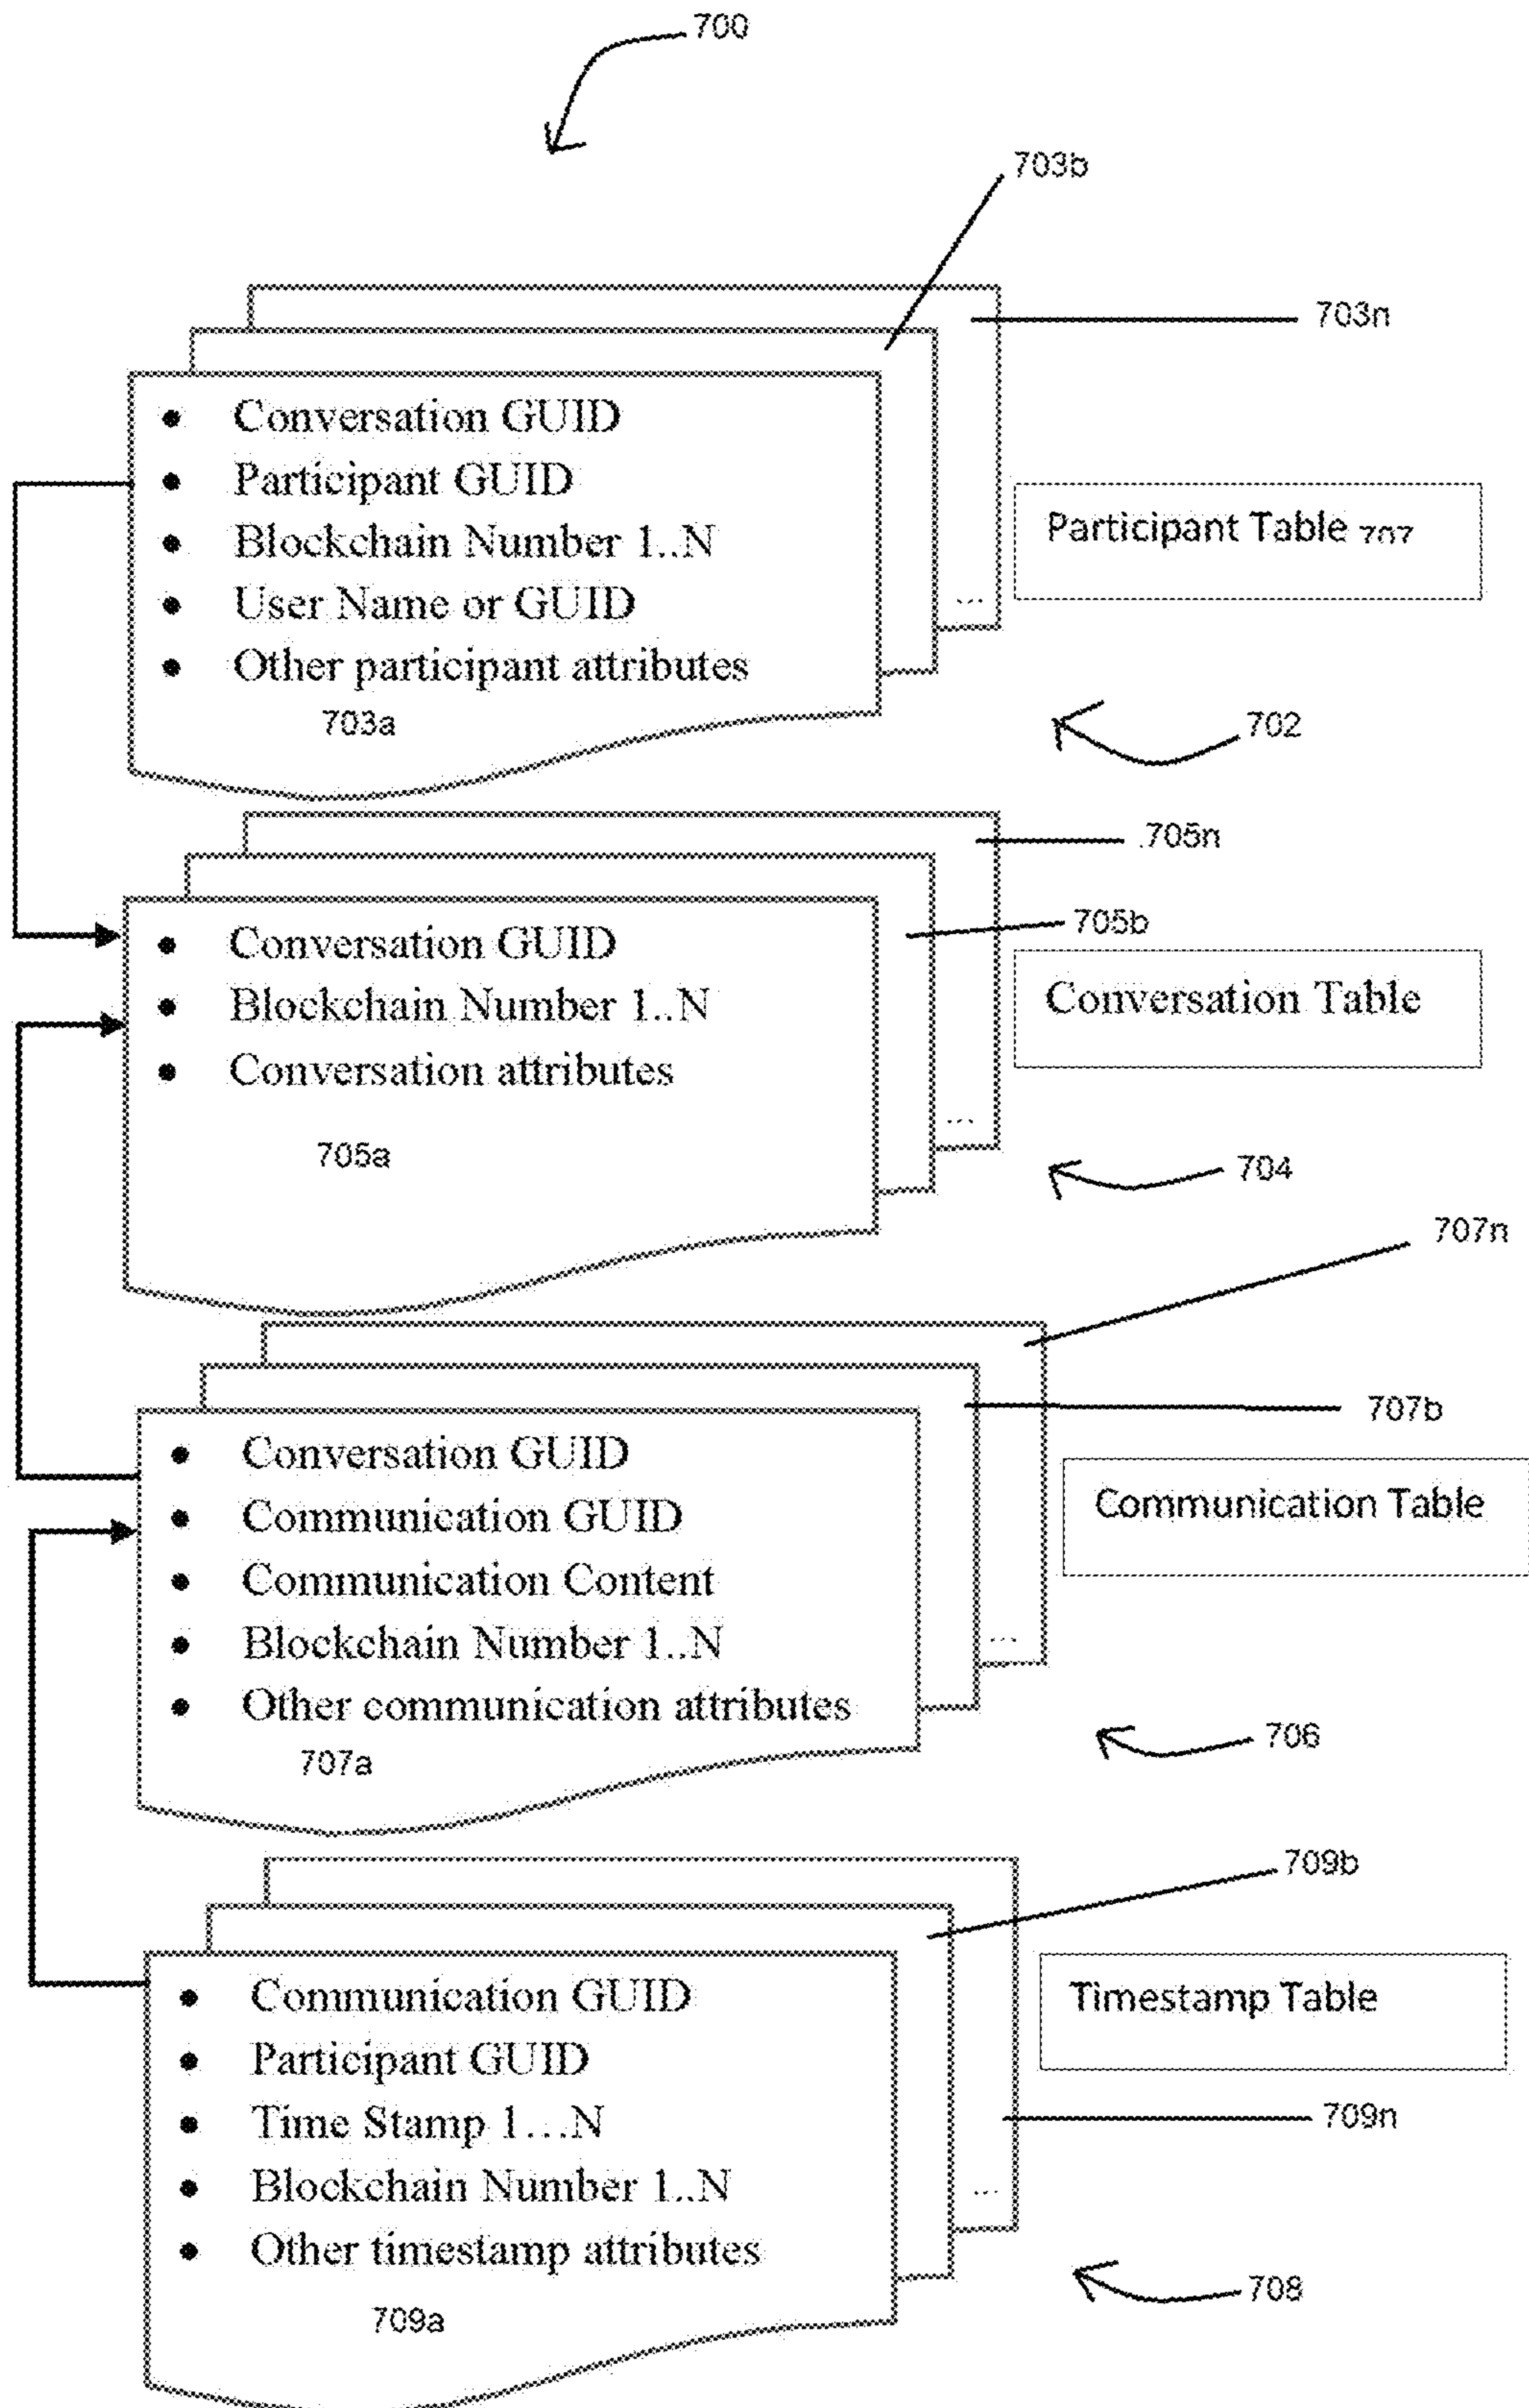 700
703b
703n
• Conversation GUID
• Participant GUID
• Blockchain Number 1..N
• User Name or GUID
• Other participant attributes
703a
...
Participant Table 707
702
705n
705b
• Conversation GUID
• Blockchain Number 1..N
• Conversation attributes
705a
...
Conversation Table
704
707n
707b
• Conversation GUID
• Communication GUID
• Communication Content
• Blockchain Number 1..N
• Other communication attributes
707a
...
Communication Table
706
709b
• Communication GUID
• Participant GUID
• Time Stamp 1...N
• Blockchain Number 1..N
• Other timestamp attributes
709a
...
Timestamp Table
709n
708